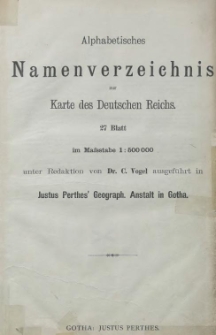 Alphabetisches
Namenverzeichnis
zur
Karte des Deutschen Reichs.
27 Blatt
im Maßstabe 1:500000
unter Redaktion von Dr. C. Vogel ausgeführt in
Justus Perthes' Geograph. Anstalt in Gotha.
GOTHA: JUSTUS PERTHES.